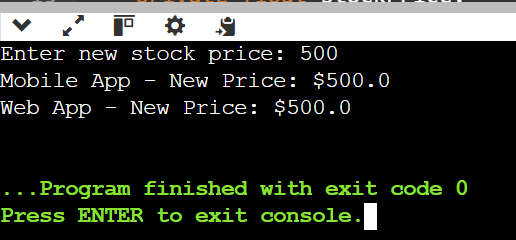 Enter new stock price: 500
Mobile App – New Price: $500.0
Web App – New Price: $500.0
...Program finished with exit code 0
Press ENTER to exit console.